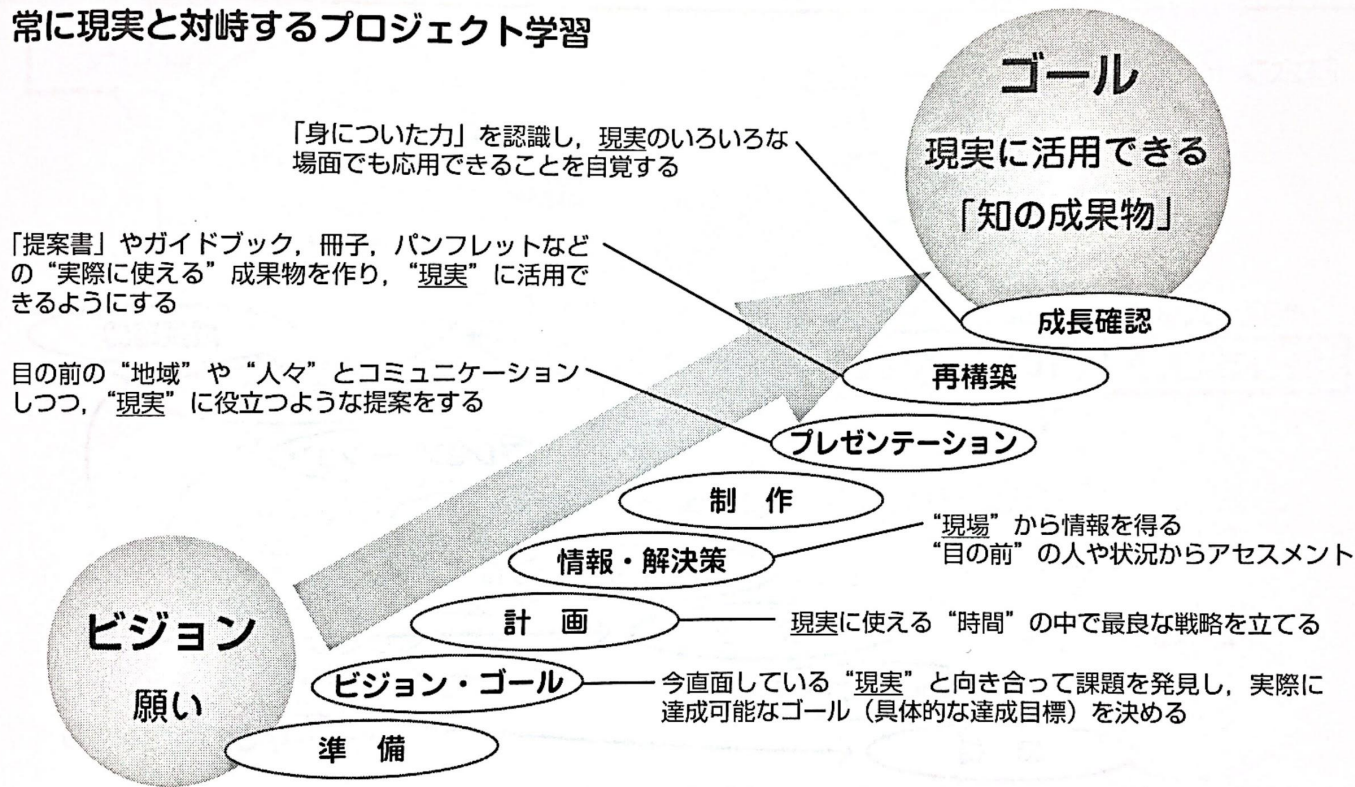 常に現実と対峙するプロジェクト学習
ゴール
現実に活用できる
「知の成果物」
「身についた力」を認識し，現実のいろいろな
場面でも応用できることを自覚する
「提案書」やガイドブック，冊子，パンフレットなど
の“実際に使える”成果物を作り，“現実”に活用で
きるようにする
目の前の“地域”や“人々”とコミュニケーション
しつつ，“現実”に役立つような提案をする
成長確認
再構築
プレゼンテーション
制　作
情報・解決策
“現場”から情報を得る
“目の前”の人や状況からアセスメント
計　画
現実に使える“時間”の中で最良な戦略を立てる
ビジョン・ゴール
今直面している“現実”と向き合って課題を発見し，実際に
達成可能なゴール（具体的な達成目標）を決める
準　備
ビジョン
願い